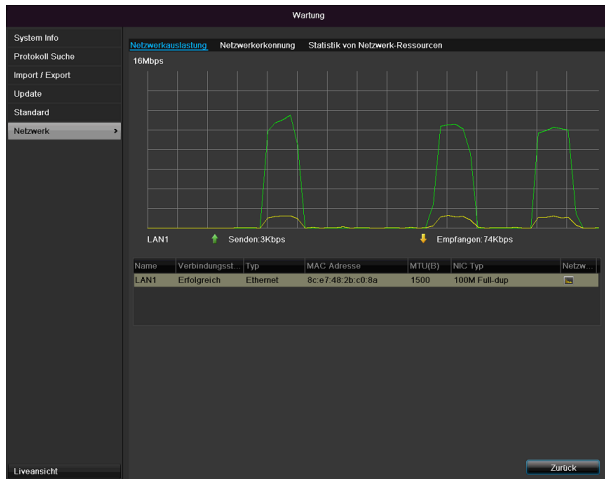 Wartung
System Info
Protokoll Suche
Import / Export
Update
Standard
Netzwerk >
Liveansicht
Netzwerkauslastung Netzwerkerkennung Statistik von Netzwerk-Ressourcen
16Mbps
LAN1 Senden:3Kbps Empfangen:74Kbps
Name Verbindungsst... Typ MAC Adresse MTU(B) NIC Typ Netzw...
LAN1 Erfolgreich Ethernet 8c:e7:48:2b:c0:8a 1500 100M Full-dup
Zurück